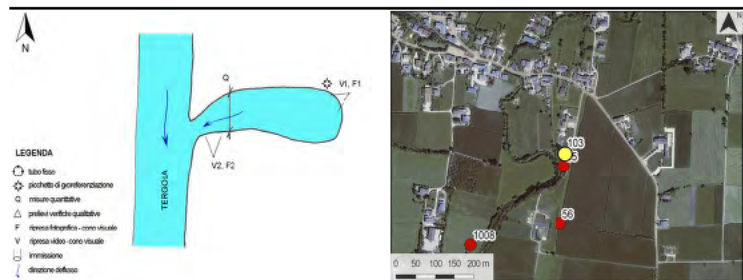 N
Q
V1, F1
V2, F2
TERGOLA
LEGENDA
tubo fisso
picchetto di georeferenziazione
Q misure quantitative
prelievi verifiche qualitative
F ripresa fotografica - cono visuale
V ripresa video - cono visuale
immissione
direzione deflusso
N
103
5
56
1008
0 50 100 150 200 m